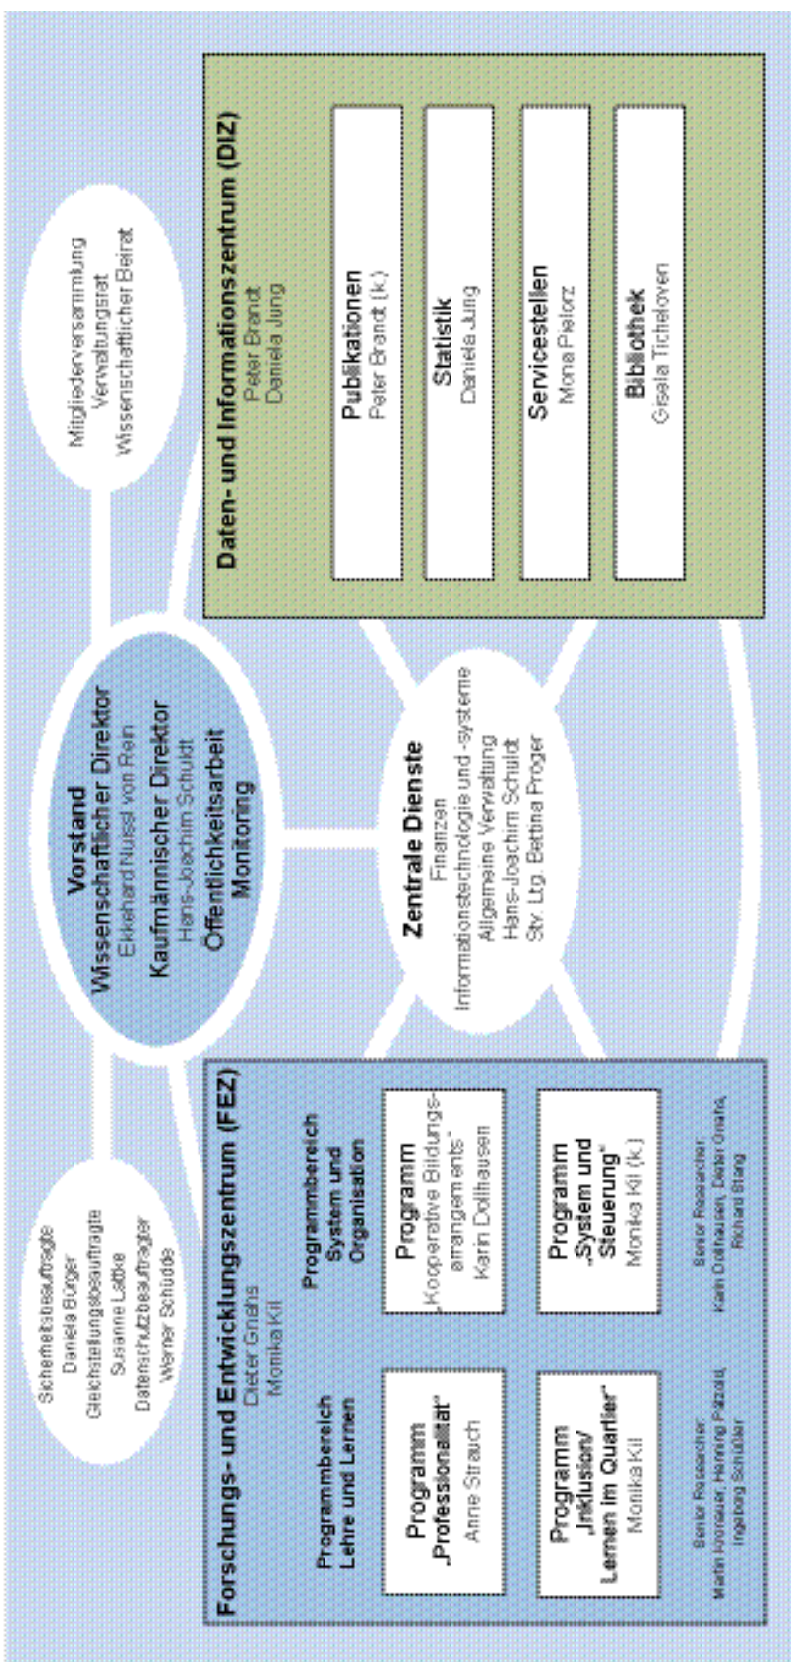 Sicherheitsbeauftragte
Daniela Bürger
Gleichstellungsbeauftragte
Susanne Lattke
Datenschutzbeauftragter
Werner Schüdde
Vorstand
Wissenschaftlicher Direktor
Ekkehard Nuissl von Rein
Kaufmännischer Direktor
Hans-Joachim Schuldt
Öffentlichkeitsarbeit
Monitoring
Mitgliederversammlung
Verwaltungsrat
Wissenschaftlicher Beirat
Forschungs- und Entwicklungszentrum (FEZ)
Dieter Gnahs
Monika Kil
Programmbereich
Lehre und Lernen
Programm
„Professionalität“
Anne Strauch
Programm
„Inklusion/
Lernen im Quartier“
Monika Kil
Senior Researcher:
Martin Kronauer, Henning Pätzold,
Ingeborg Schüßler
Programmbereich
System und
Organisation
Programm
„Kooperative Bildungs-
arrangements“
Karin Dollhausen
Programm
„System und
Steuerung“
Monika Kil (k.)
Senior Researcher:
Karin Dollhausen, Dieter Gnahs,
Richard Stang
Zentrale Dienste
Finanzen
Informationstechnologie und -systeme
Allgemeine Verwaltung
Hans-Joachim Schuldt
Stv. Ltg. Bettina Pröger
Daten- und Informationszentrum (DIZ)
Peter Brandt
Daniela Jung
Publikationen
Peter Brandt (k.)
Statistik
Daniela Jung
Servicestellen
Mona Pielorz
Bibliothek
Gisela Ticheloven